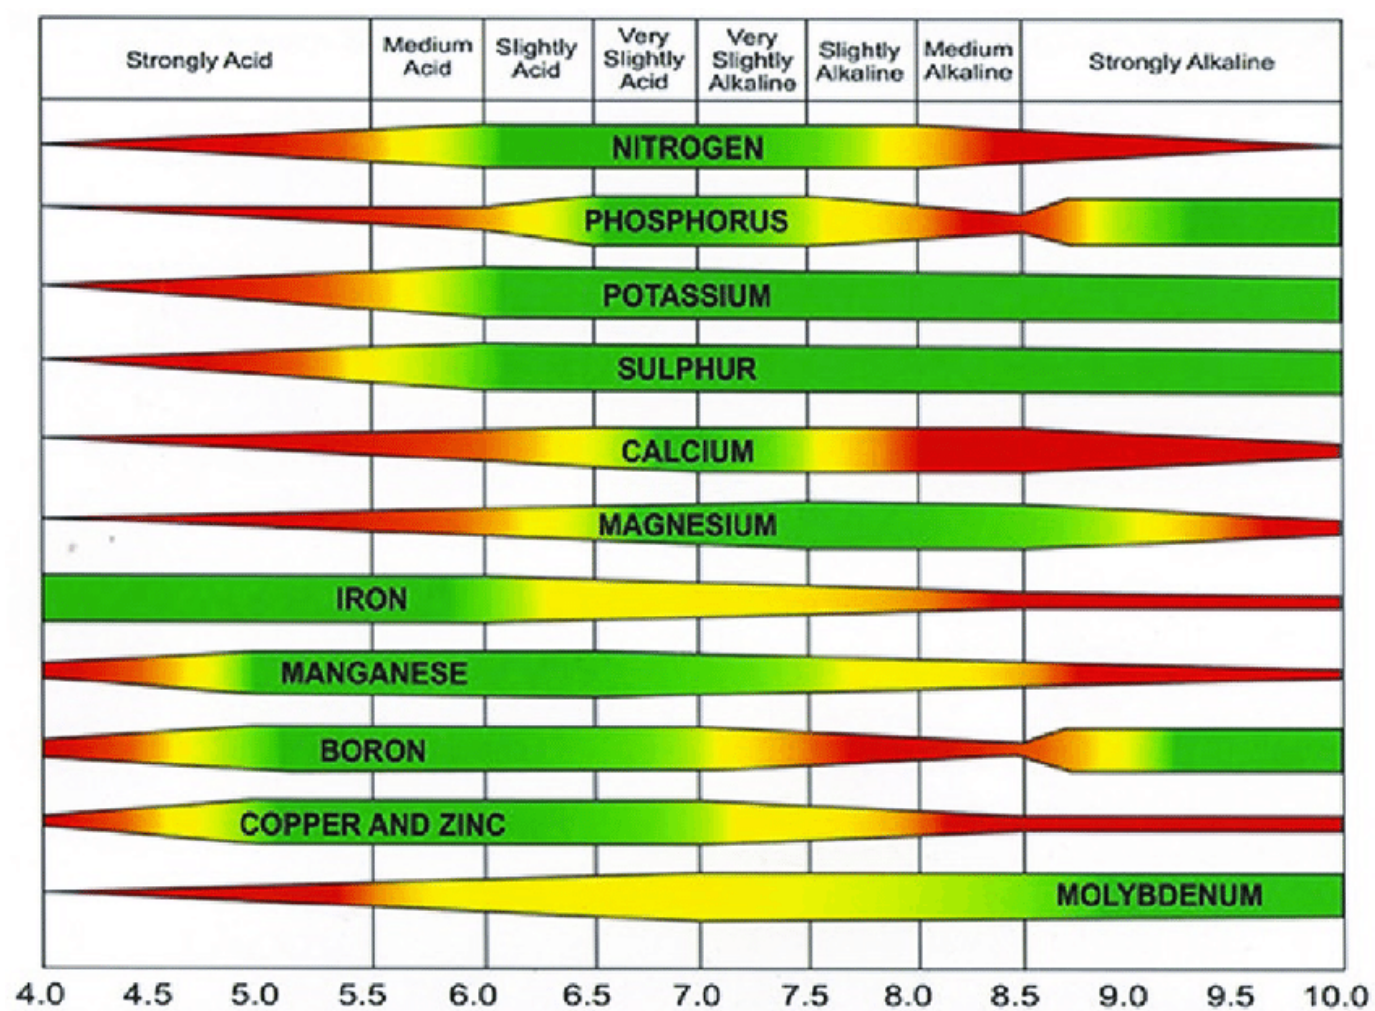 Strongly Acid
Medium
Acid
Slightly
Acid
Very
Slightly
Acid
Very
Slightly
Alkaline
Slightly
Alkaline
Medium
Alkaline
Strongly Alkaline
NITROGEN
PHOSPHORUS
POTASSIUM
SULPHUR
CALCIUM
MAGNESIUM
IRON
MANGANESE
BORON
COPPER AND ZINC
MOLYBDENUM
4.0 4.5 5.0 5.5 6.0 6.5 7.0 7.5 8.0 8.5 9.0 9.5 10.0